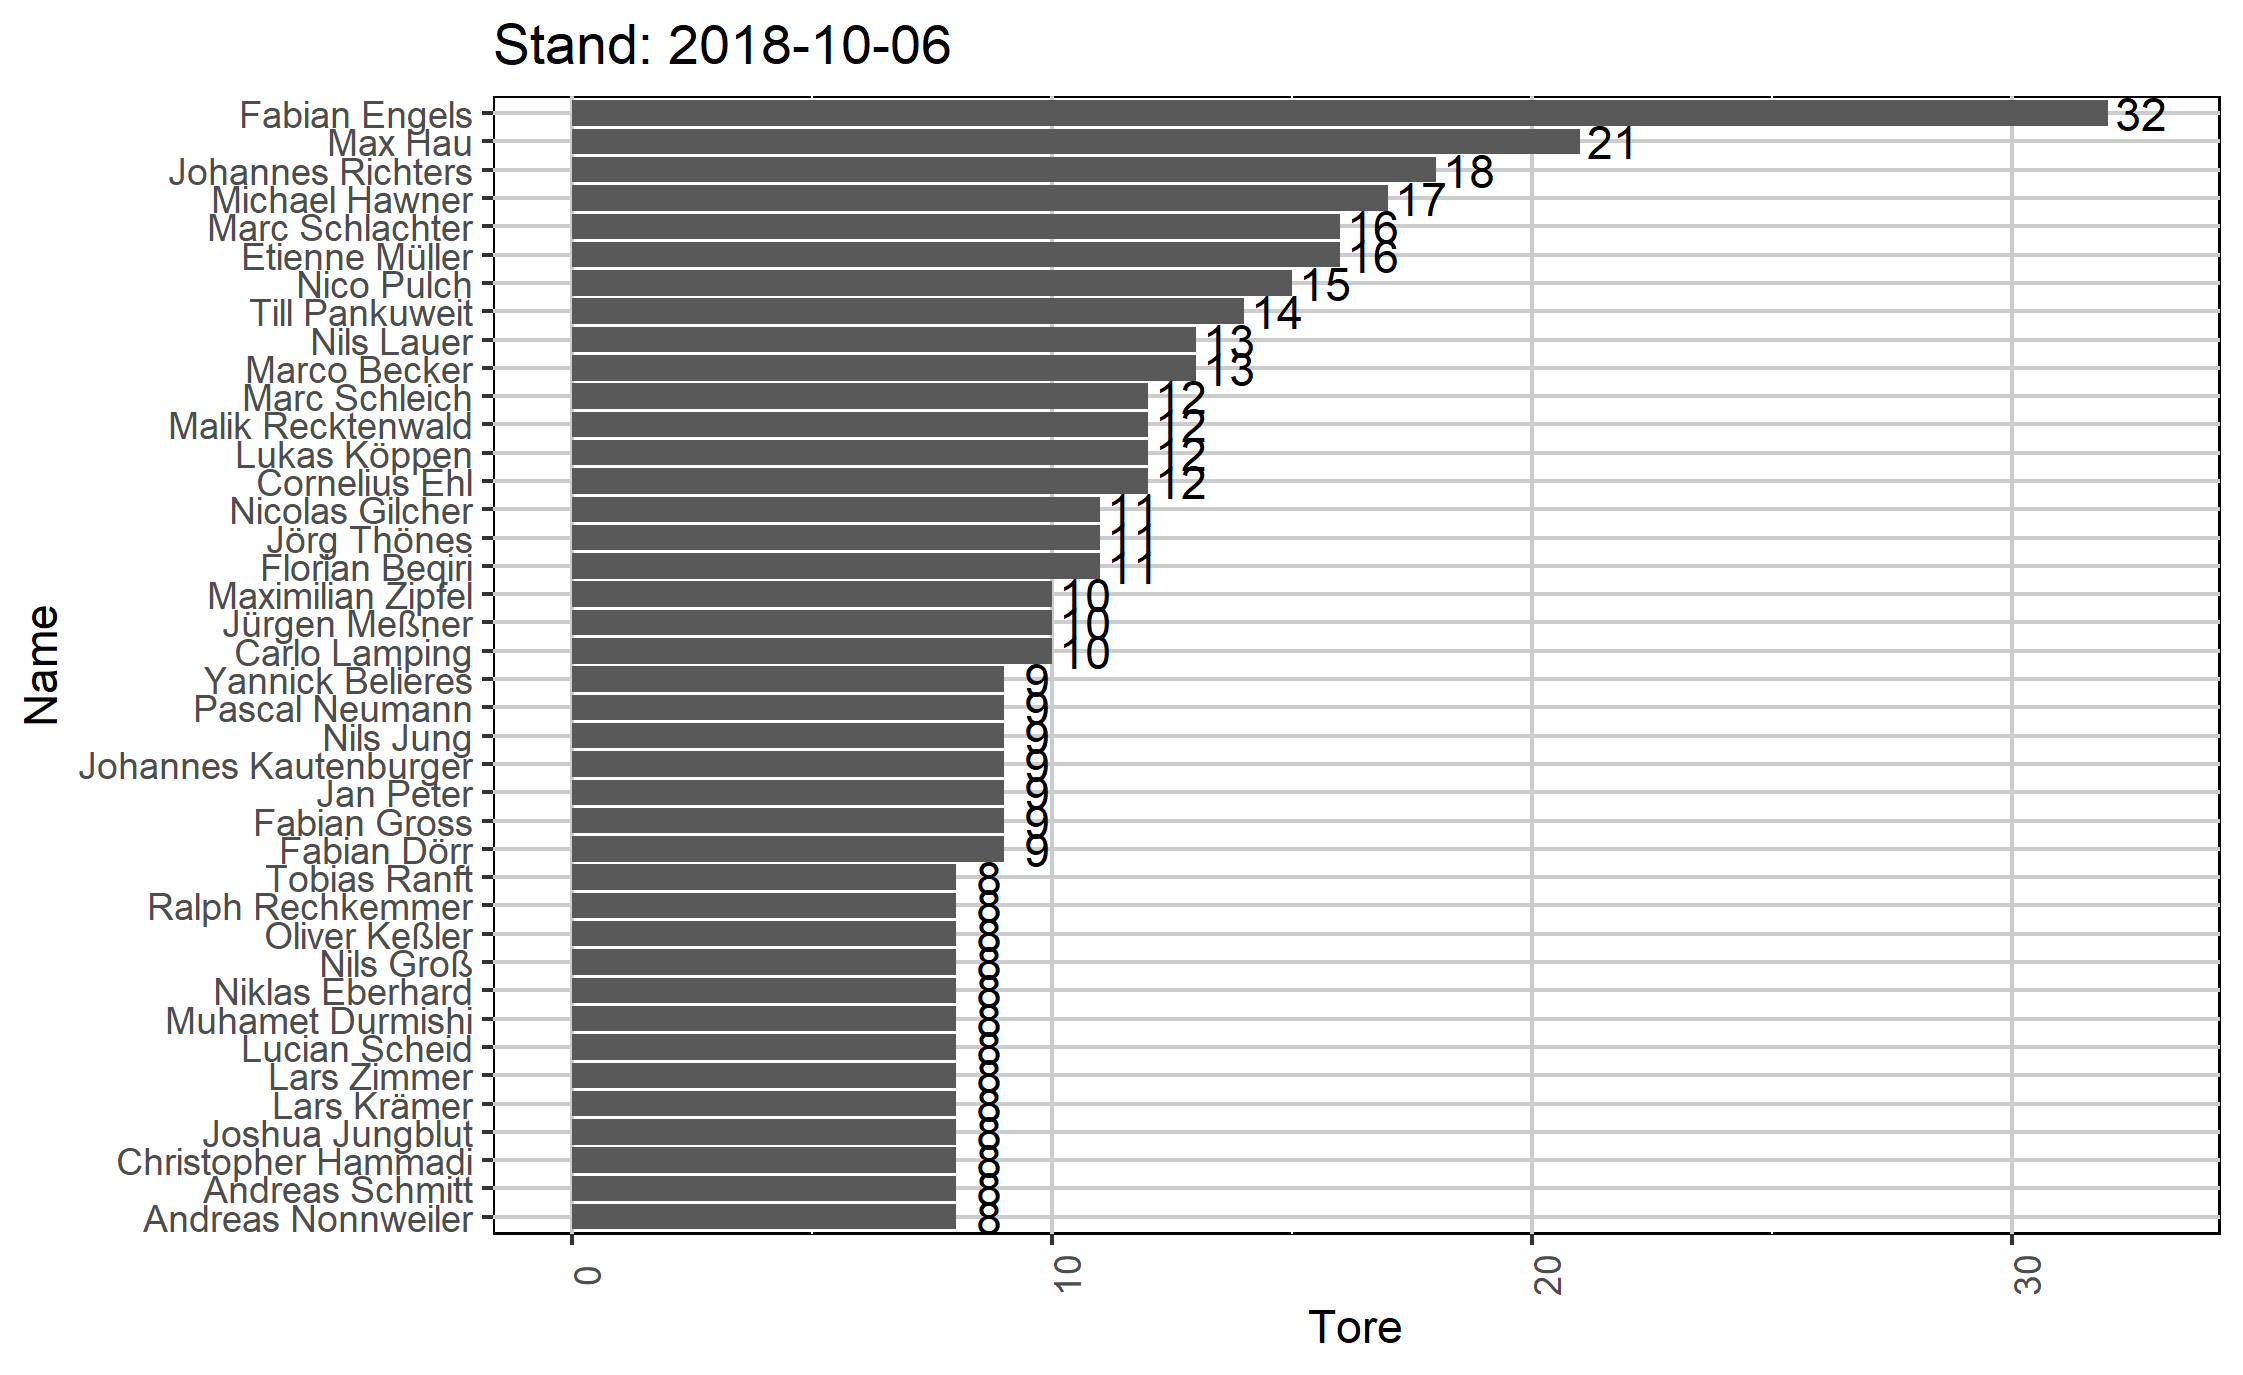 Stand: 2018-10-06
Fabian Engels 32
Max Hau 21
Johannes Richters 18
Michael Hawner 17
Marc Schlachter 16
Etienne Müller 16
Nico Pulch 15
Till Pankuweit 14
Nils Lauer 13
Marco Becker 13
Marc Schleich 12
Malik Recktenwald 12
Lukas Köppen 12
Cornelius Ehl 12
Nicolas Gilcher 11
Jörg Thönes 11
Florian Beqiri 11
Maximilian Zipfel 10
Jürgen Meßner 10
Carlo Lamping 10
Yannick Belieres 9
Pascal Neumann 9
Nils Jung 9
Johannes Kautenburger 9
Jan Peter 9
Fabian Gross 9
Fabian Dörr 9
Tobias Ranft 8
Ralph Rechkemmer 8
Oliver Keßler 8
Nils Groß 8
Niklas Eberhard 8
Muhamet Durmishi 8
Lucian Scheid 8
Lars Zimmer 8
Lars Krämer 8
Joshua Jungblut 8
Christopher Hammadi 8
Andreas Schmitt 8
Andreas Nonnweiler 8
0 10 20 30
Tore
Name